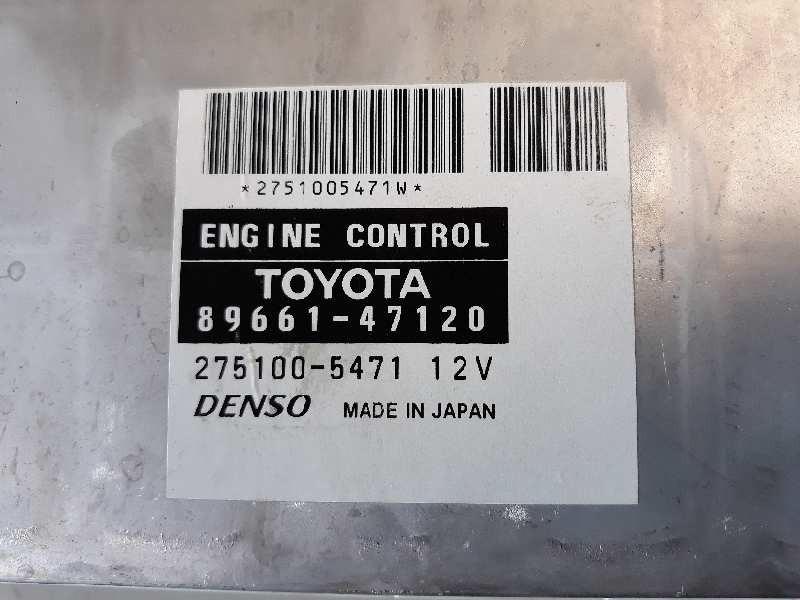 *2751005471W*
ENGINE CONTROL
TOYOTA
89661-47120
275100-5471 12V
DENSO MADE IN JAPAN